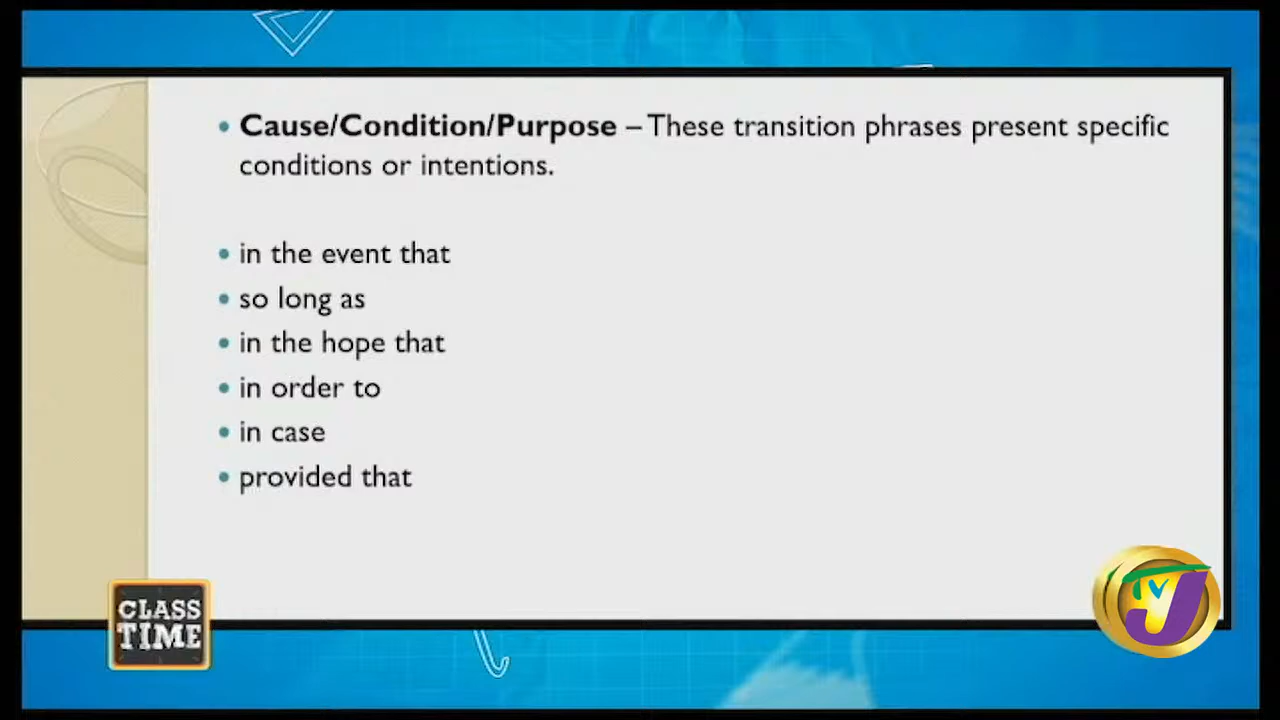 • Cause/Condition/Purpose – These transition phrases present specific
conditions or intentions.
• in the event that
• so long as
• in the hope that
• in order to
• in case
• provided that
CLASS
TIME
TVJ